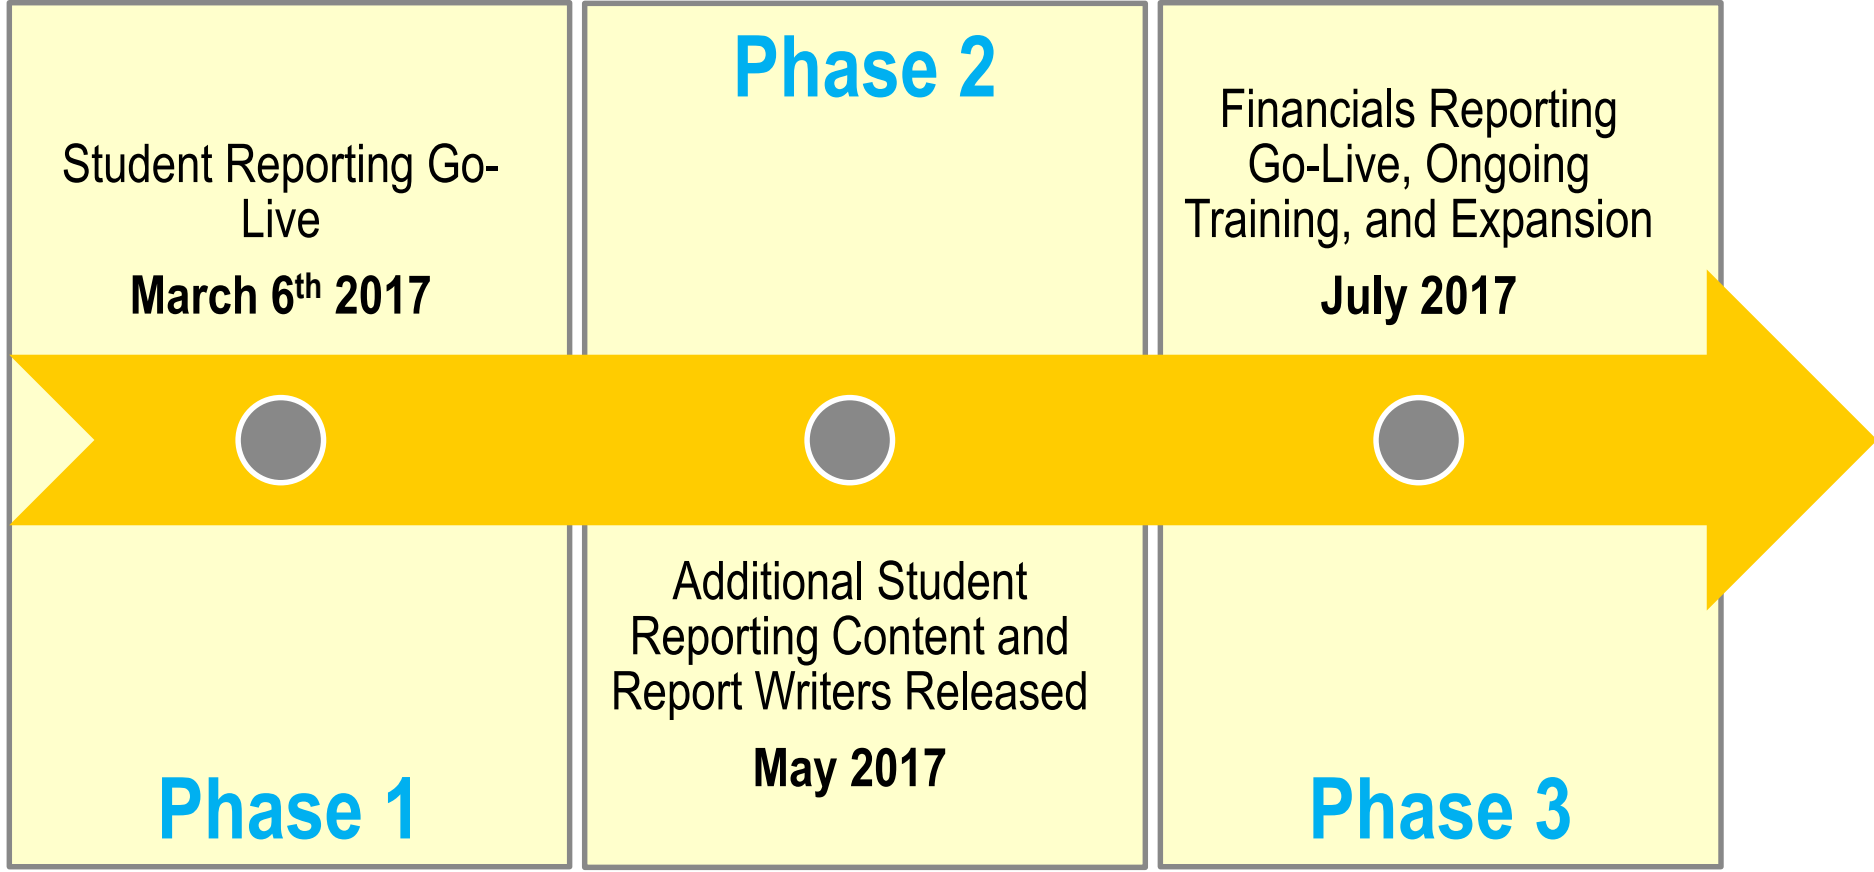 Student Reporting Go-
Live
March 6th 2017
Phase 1
Phase 2
Additional Student
Reporting Content and
Report Writers Released
May 2017
Financials Reporting
Go-Live, Ongoing
Training, and Expansion
July 2017
Phase 3